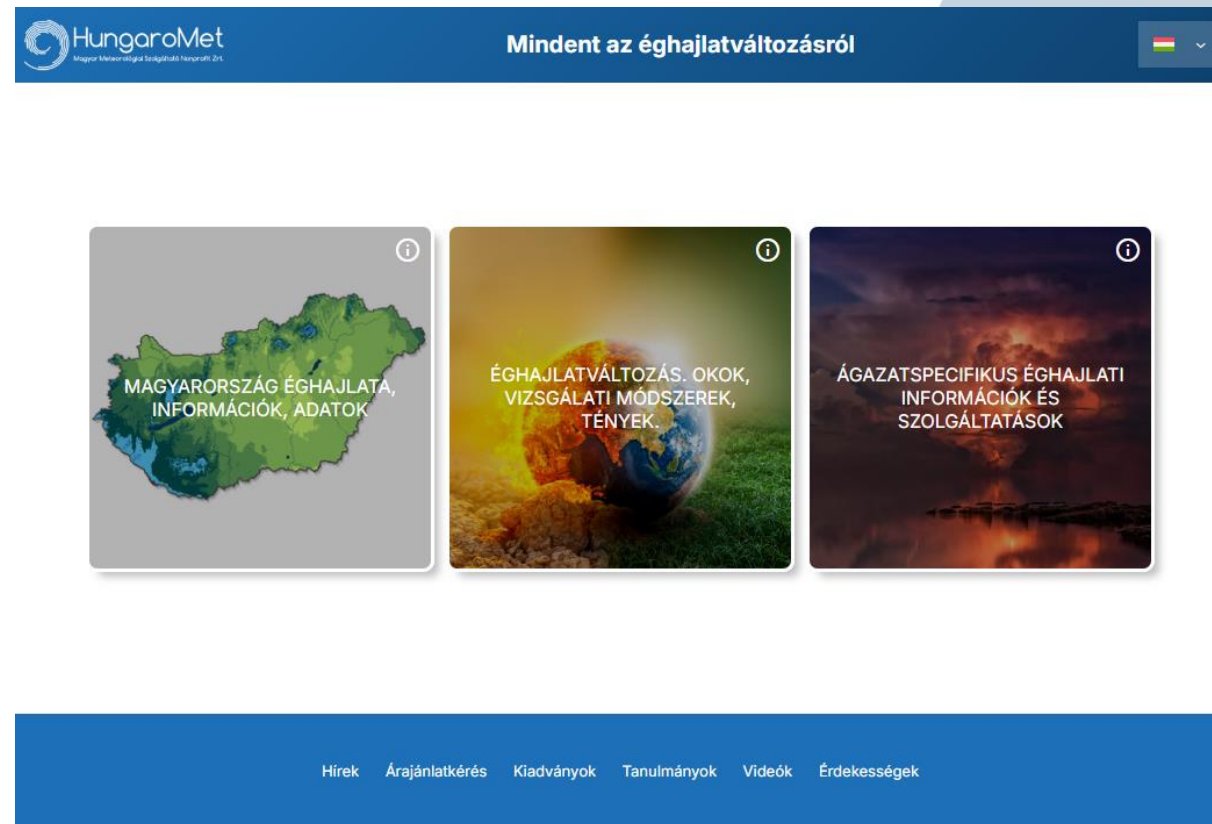 HungaroMet
Magyar Meteorológiai Szolgáltató Nonprofit Zrt.
Mindent az éghajlatváltozásról
MAGYARORSZÁG ÉGHAJLATA,
INFORMÁCIÓK, ADATOK
ÉGHAJLATVÁLTOZÁS. OKOK,
VIZSGÁLATI MÓDSZEREK,
TÉNYEK.
ÁGAZATSPECIFIKUS ÉGHAJLATI
INFORMÁCIÓK ÉS
SZOLGÁLTATÁSOK
Hírek Árajánlatkérés Kiadványok Tanulmányok Videók Érdekességek